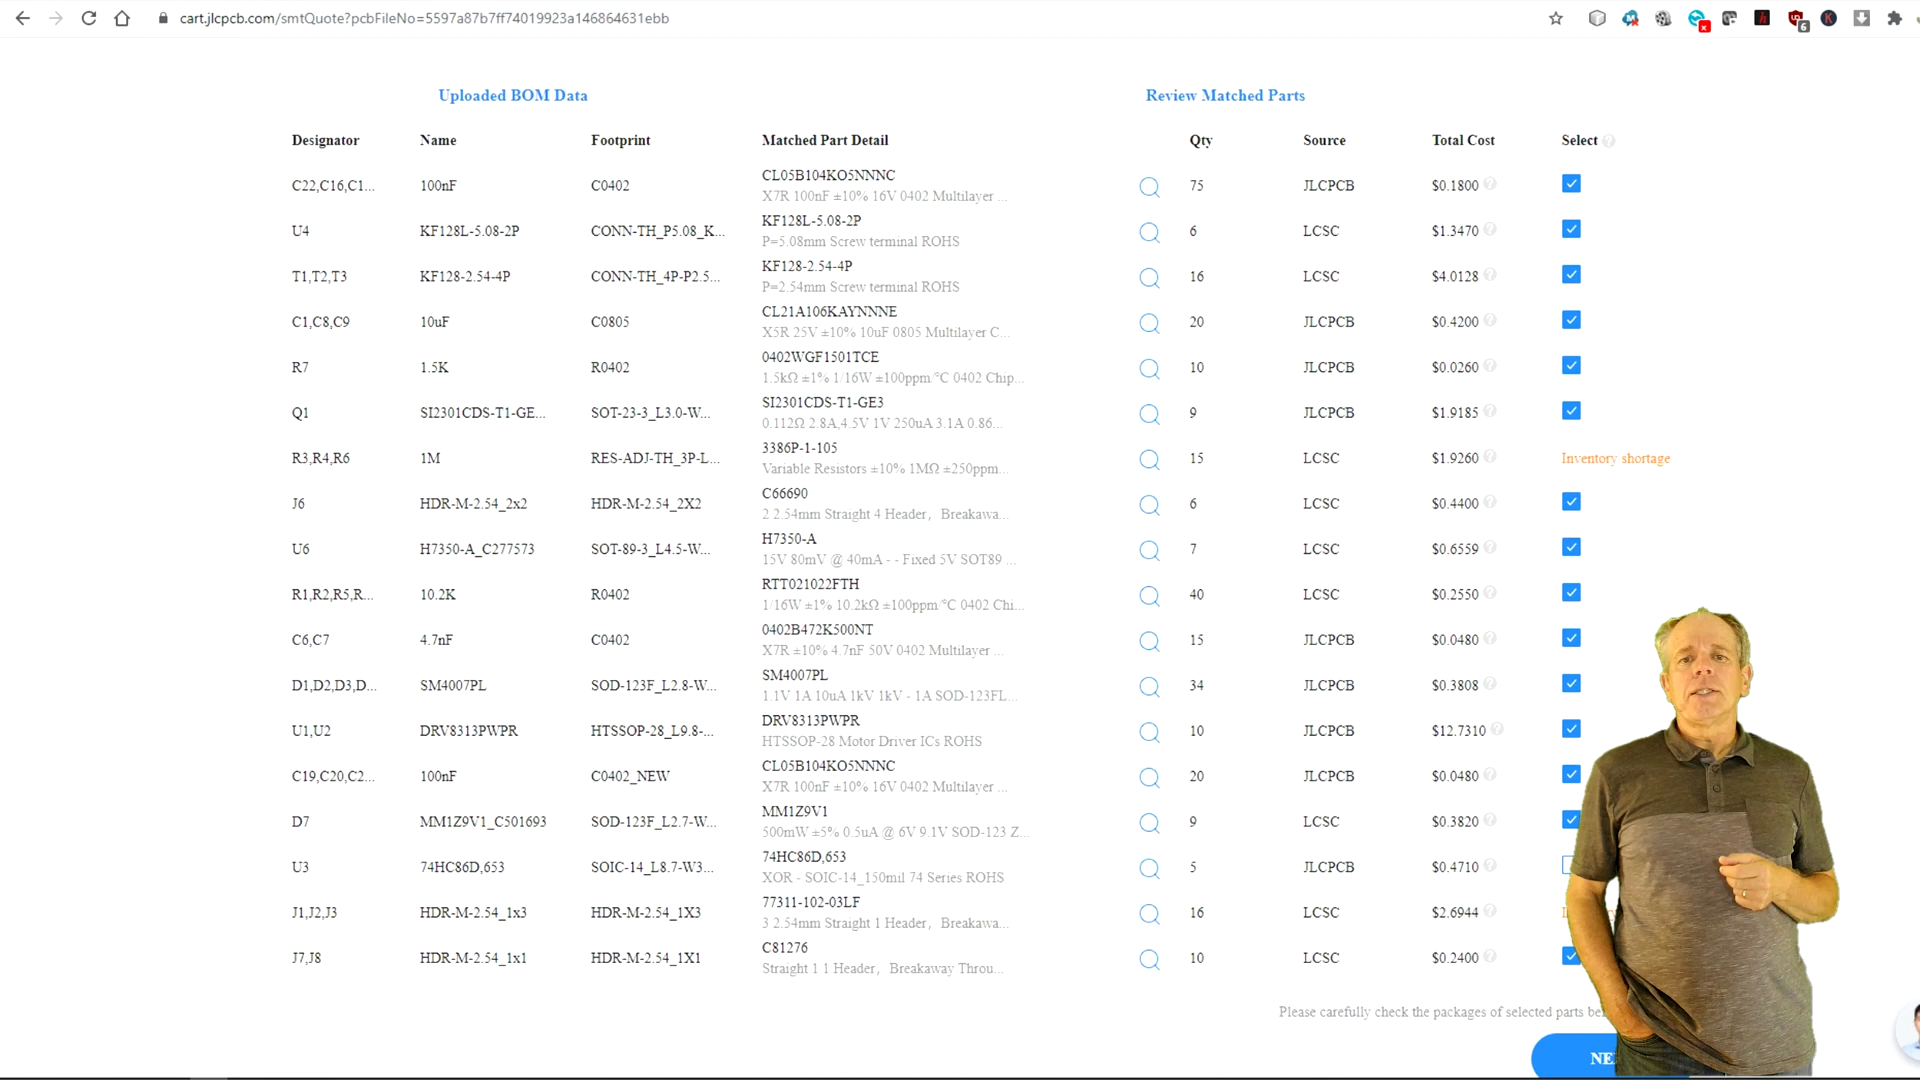 cart.jlcpcb.com/smtQuote?pcbFileNo=5597a87b7ff74019923a146864631ebb
6
Uploaded BOM Data Review Matched Parts
Designator Name Footprint Matched Part Detail Qty Source Total Cost Select
CL05B104KO5NNNC
C22,C16,C1... 100nF C0402 75 JLCPCB $0.1800
X7R 100nF ±10% 16V 0402 Multilayer ...
KF128L-5.08-2P
U4 KF128L-5.08-2P CONN-TH_P5.08_K... 6 LCSC $1.3470
P=5.08mm Screw terminal ROHS
KF128-2.54-4P
T1,T2,T3 KF128-2.54-4P CONN-TH_4P-P2.5... 16 LCSC $4.0128
P=2.54mm Screw terminal ROHS
CL21A106KAYNNNE
C1,C8,C9 10uF C0805 20 JLCPCB $0.4200
X5R 25V ±10% 10uF 0805 Multilayer C...
0402WGF1501TCE
R7 1.5K R0402 10 JLCPCB $0.0260
1.5kΩ ±1% 1/16W ±100ppm/℃ 0402 Chip...
SI2301CDS-T1-GE3
Q1 SI2301CDS-T1-GE... SOT-23-3_L3.0-W... 9 JLCPCB $1.9185
0.112Ω 2.8A,4.5V 1V 250uA 3.1A 0.86...
3386P-1-105
R3,R4,R6 1M RES-ADJ-TH_3P-L... 15 LCSC $1.9260 Inventory shortage
Variable Resistors ±10% 1MΩ ±250ppm...
C66690
J6 HDR-M-2.54_2x2 HDR-M-2.54_2X2 6 LCSC $0.4400
2 2.54mm Straight 4 Header, Breakawa...
H7350-A
U6 H7350-A_C277573 SOT-89-3_L4.5-W... 7 LCSC $0.6559
15V 80mV @ 40mA - - Fixed 5V SOT89 ...
RTT021022FTH
R1,R2,R5,R... 10.2K R0402 40 LCSC $0.2550
1/16W ±1% 10.2kΩ ±100ppm/℃ 0402 Chi...
0402B472K500NT
C6,C7 4.7nF C0402 15 JLCPCB $0.0480
X7R ±10% 4.7nF 50V 0402 Multilayer ...
SM4007PL
D1,D2,D3,D... SM4007PL SOD-123F_L2.8-W... 34 JLCPCB $0.3808
1.1V 1A 10uA 1kV 1kV - 1A SOD-123FL...
DRV8313PWPR
U1,U2 DRV8313PWPR HTSSOP-28_L9.8-... 10 JLCPCB $12.7310
HTSSOP-28 Motor Driver ICs ROHS
CL05B104KO5NNNC
C19,C20,C2... 100nF C0402_NEW 20 JLCPCB $0.0480
X7R 100nF ±10% 16V 0402 Multilayer ...
MM1Z9V1
D7 MM1Z9V1_C501693 SOD-123F_L2.7-W... 9 LCSC $0.3820
500mW ±5% 0.5uA @ 6V 9.1V SOD-123 Z...
74HC86D,653
U3 74HC86D,653 SOIC-14_L8.7-W3... 5 JLCPCB $0.4710
XOR - SOIC-14_150mil 74 Series ROHS
77311-102-03LF
J1,J2,J3 HDR-M-2.54_1x3 HDR-M-2.54_1X3 16 LCSC $2.6944
3 2.54mm Straight 1 Header, Breakawa...
C81276
J7,J8 HDR-M-2.54_1x1 HDR-M-2.54_1X1 10 LCSC $0.2400
Straight 1 1 Header, Breakaway Throu...
Please carefully check the packages of selected parts